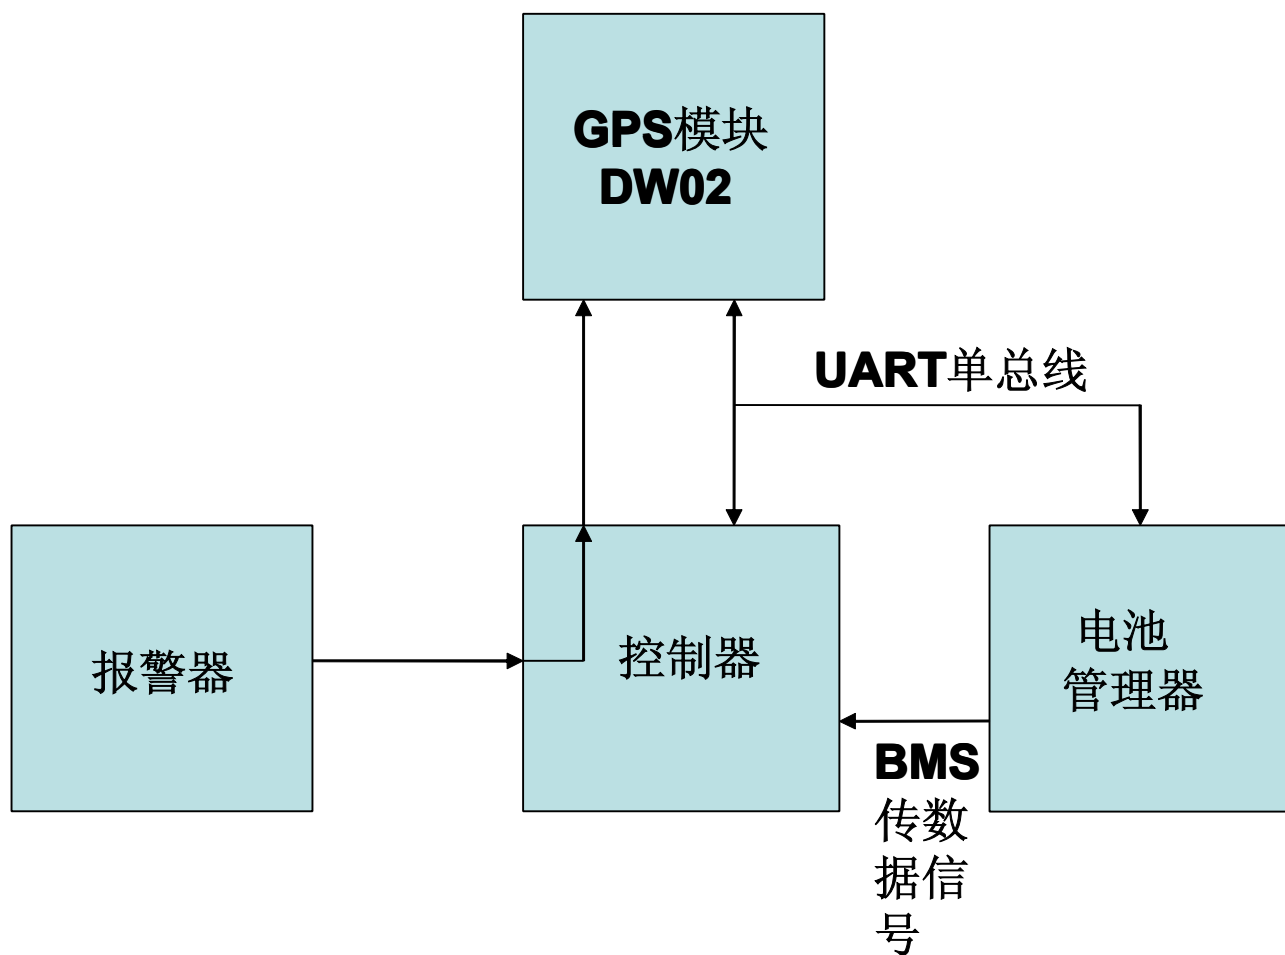 GPS模块
DW02
UART单总线
报警器
控制器
电池
管理器
BMS
传数
据信
号